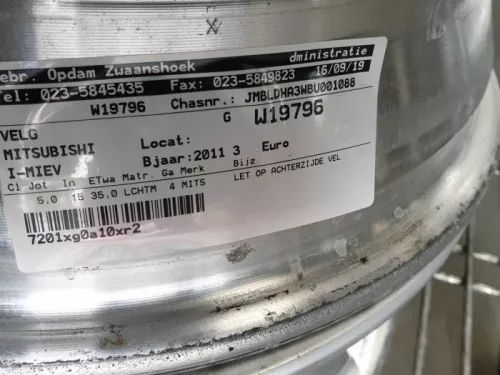 ebr. Opdam Zwaanshoek dministratie
el: 023-5845435 Fax: 023-5849823 16/09/19
W19796 Chasnr.: JMBLDHA3WBU001088
VELG G W19796
MITSUBISHI Locat:
I-MIEV Bjaar: 2011 3 Euro
Cl Jot In ETwa Matr. Ga Merk Bijz.
5,0 15 35,0 LCHTM 4 MITS LET OP ACHTERZIJDE VEL
7201xg0a10xr2